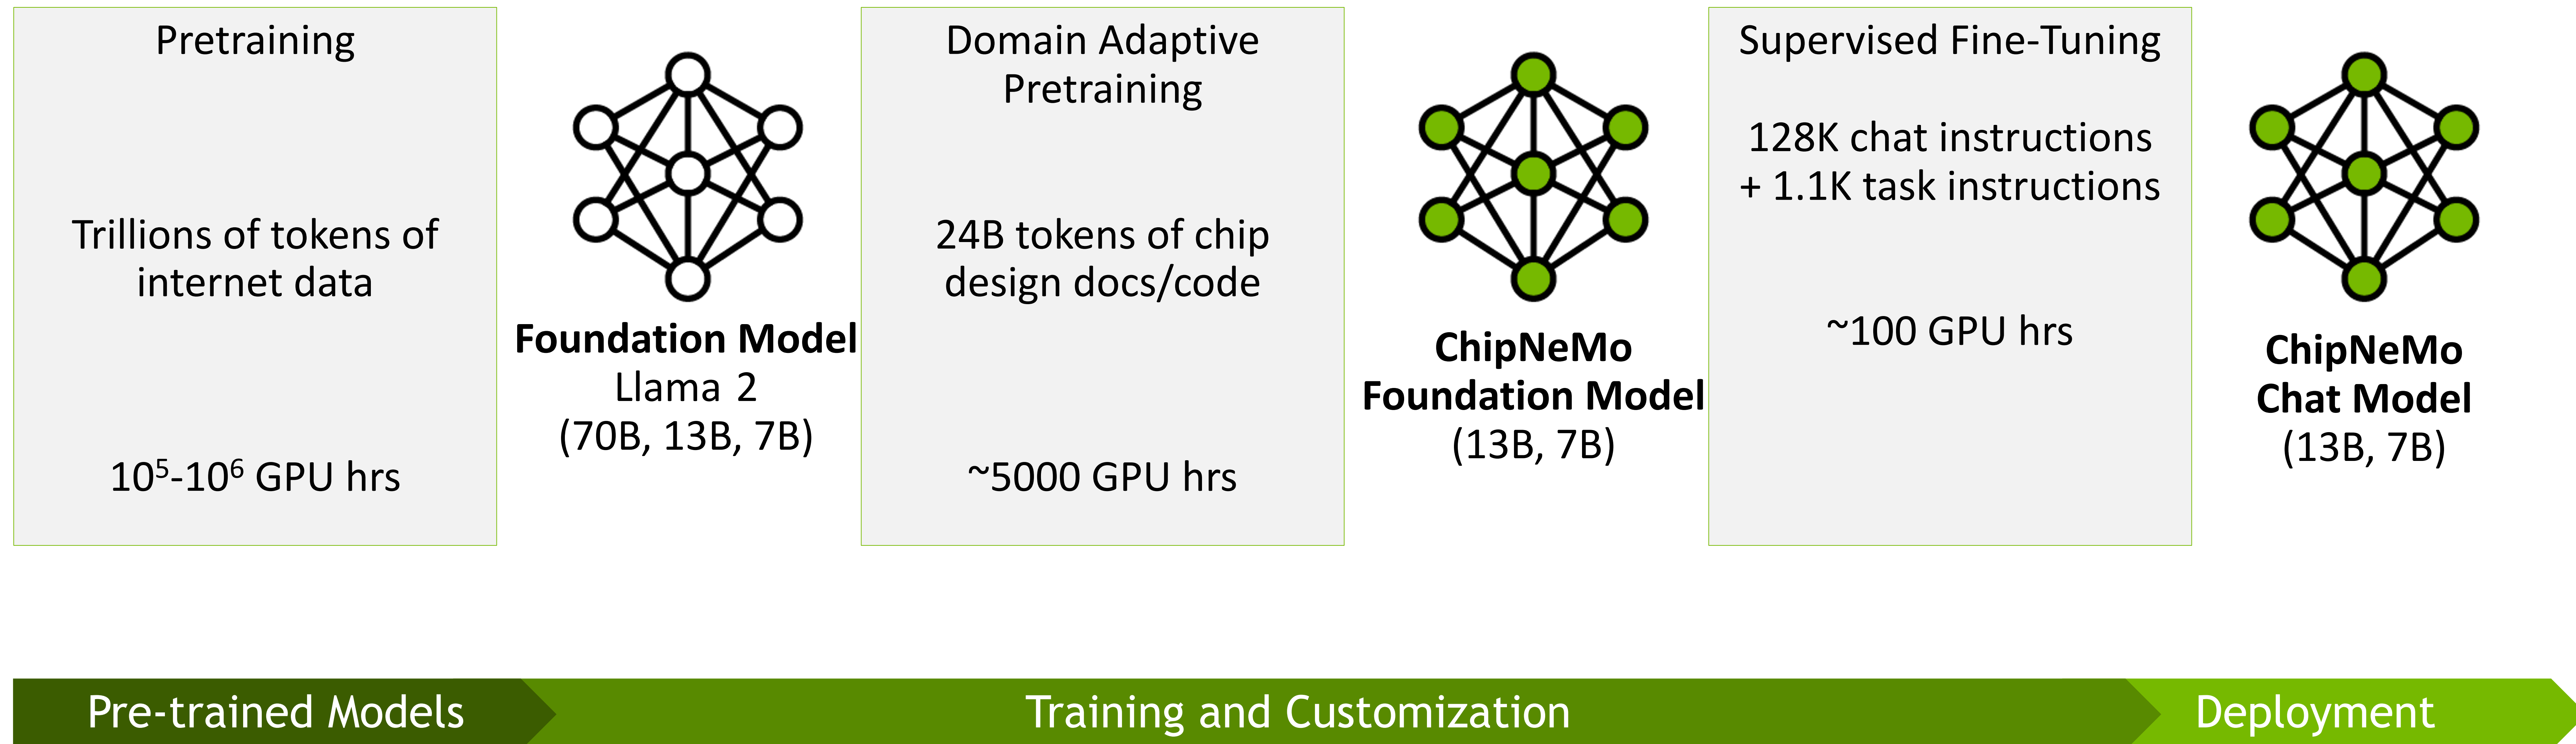 Pretraining
Trillions of tokens of
internet data
10⁵-10⁶ GPU hrs
Foundation Model
Llama 2
(70B, 13B, 7B)
Domain Adaptive
Pretraining
24B tokens of chip
design docs/code
~5000 GPU hrs
ChipNeMo
Foundation Model
(13B, 7B)
Supervised Fine-Tuning
128K chat instructions
+ 1.1K task instructions
~100 GPU hrs
ChipNeMo
Chat Model
(13B, 7B)
Pre-trained Models
Training and Customization
Deployment